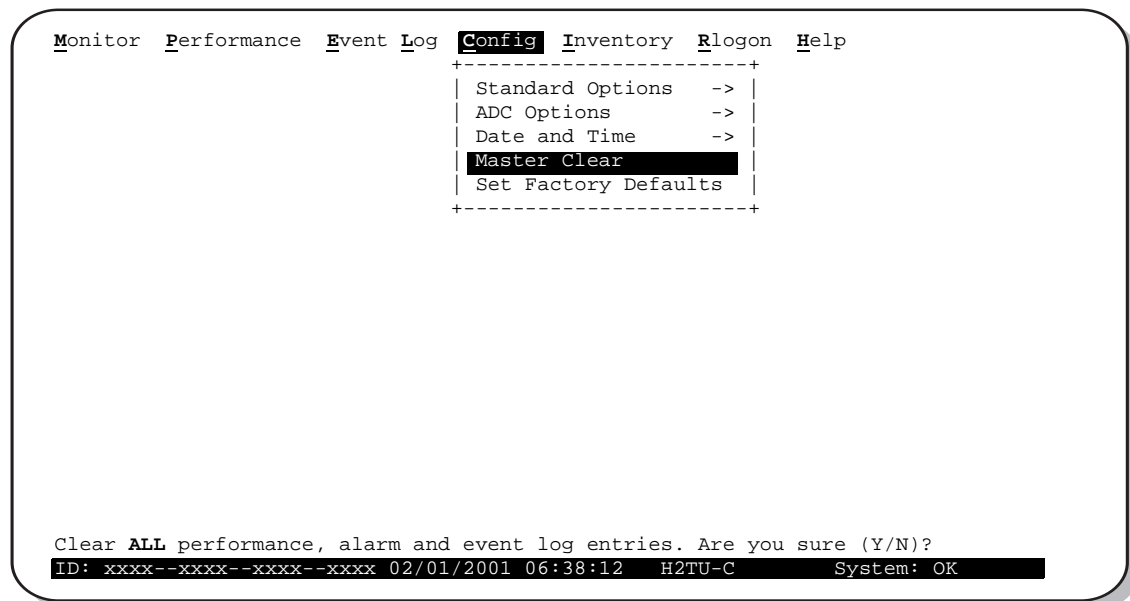 Monitor Performance Event Log Config Inventory Rlogon Help
+-----------------------+
| Standard Options -> |
| ADC Options -> |
| Date and Time -> |
| Master Clear |
| Set Factory Defaults |
+-----------------------+
Clear ALL performance, alarm and event log entries. Are you sure (Y/N)?
ID: xxxx--xxxx--xxxx--xxxx 02/01/2001 06:38:12 H2TU-C System: OK